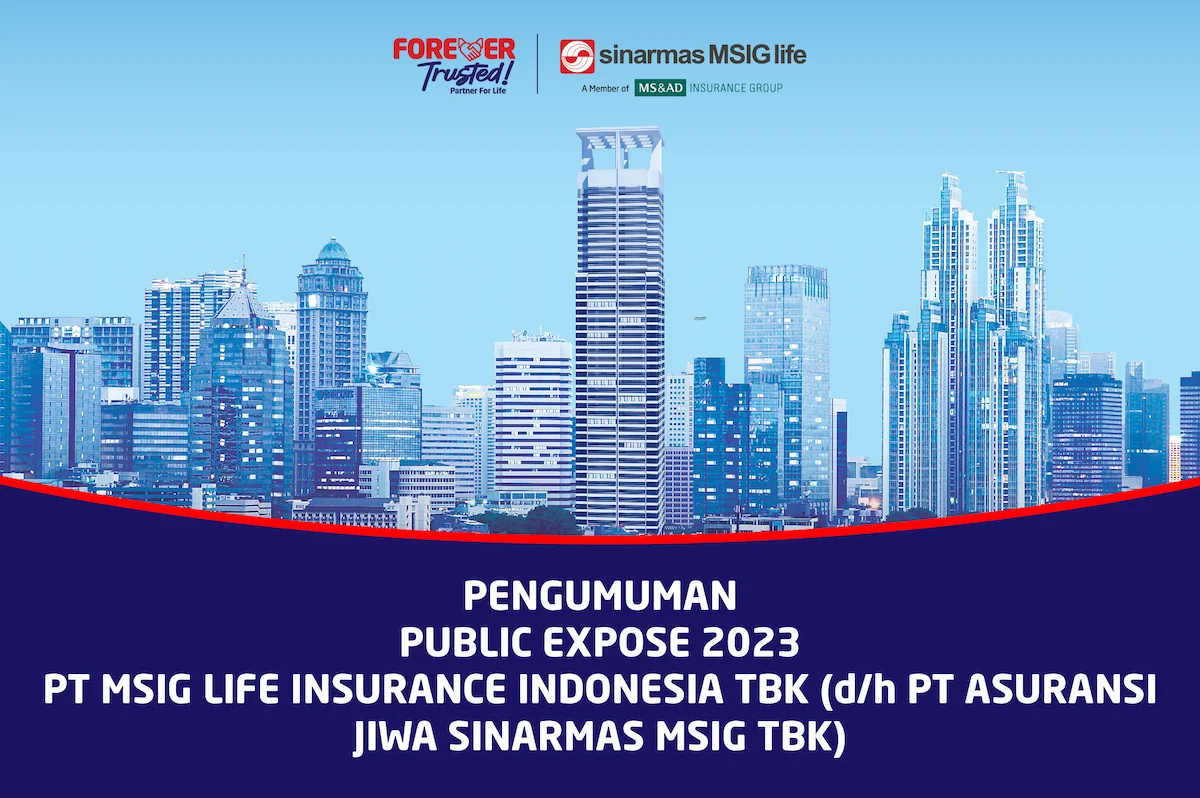 FOREVER
Trusted!
Partner For Life
sinarmas MSIG life
A Member of MS&AD INSURANCE GROUP
PENGUMUMAN
PUBLIC EXPOSE 2023
PT MSIG LIFE INSURANCE INDONESIA TBK (d/h PT ASURANSI
JIWA SINARMAS MSIG TBK)